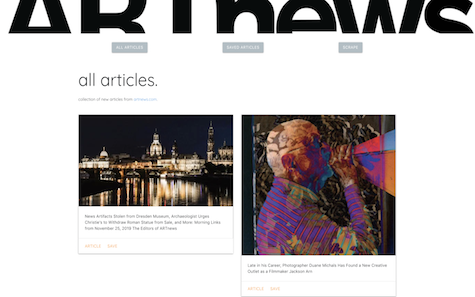 ARTnews
ALL ARTICLES
SAVED ARTICLES
SCRAPE
all articles.
collection of new articles from artnews.com.
News Artifacts Stolen from Dresden Museum, Archaeologist Urges
Christie's to Withdraw Roman Statue from Sale, and More: Morning Links
from November 25, 2019 The Editors of ARTnews
ARTICLE SAVE
Late in his Career, Photographer Duane Michals Has Found a New Creative
Outlet as a Filmmaker Jackson Arn
ARTICLE SAVE